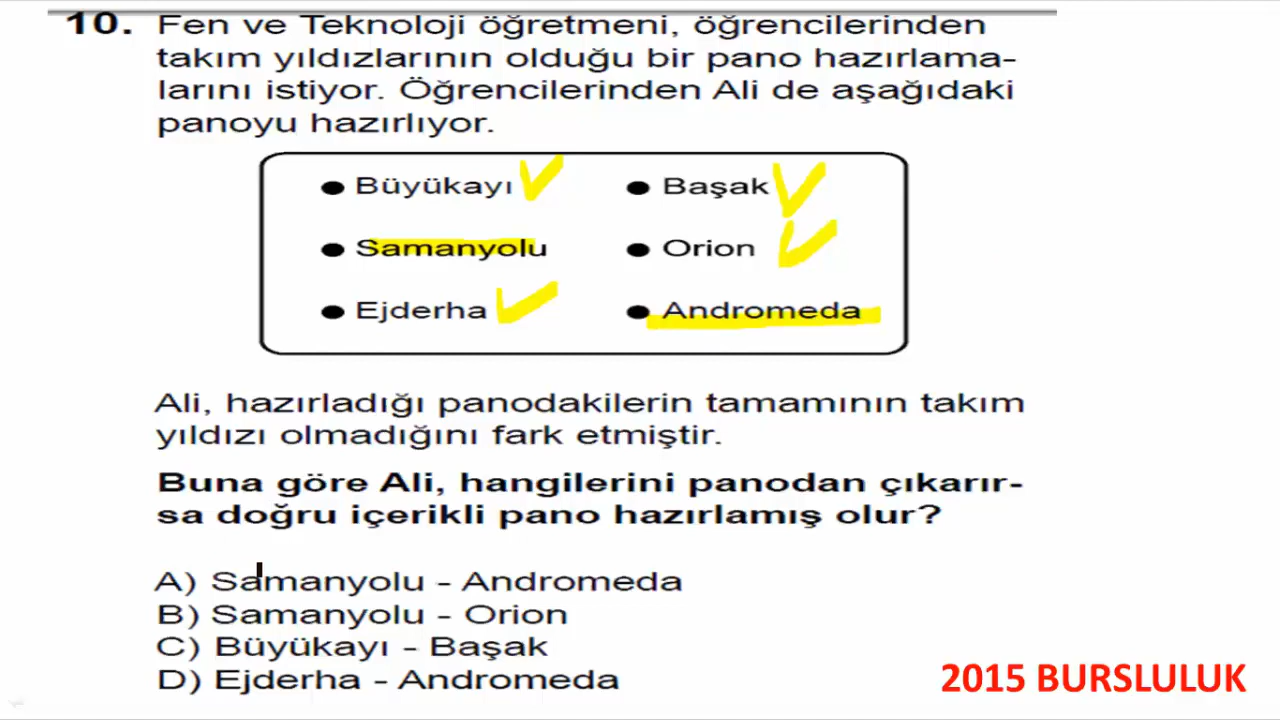 10. Fen ve Teknoloji öğretmeni, öğrencilerinden
takım yıldızlarının olduğu bir pano hazırlama-
larını istiyor. Öğrencilerinden Ali de aşağıdaki
panoyu hazırlıyor.
● Büyükayı ● Başak
● Samanyolu ● Orion
● Ejderha ● Andromeda
Ali, hazırladığı panodakilerin tamamının takım
yıldızı olmadığını fark etmiştir.
Buna göre Ali, hangilerini panodan çıkarır-
sa doğru içerikli pano hazırlamış olur?
A) Samanyolu - Andromeda
B) Samanyolu - Orion
C) Büyükayı - Başak
D) Ejderha - Andromeda
2015 BURSLULUK